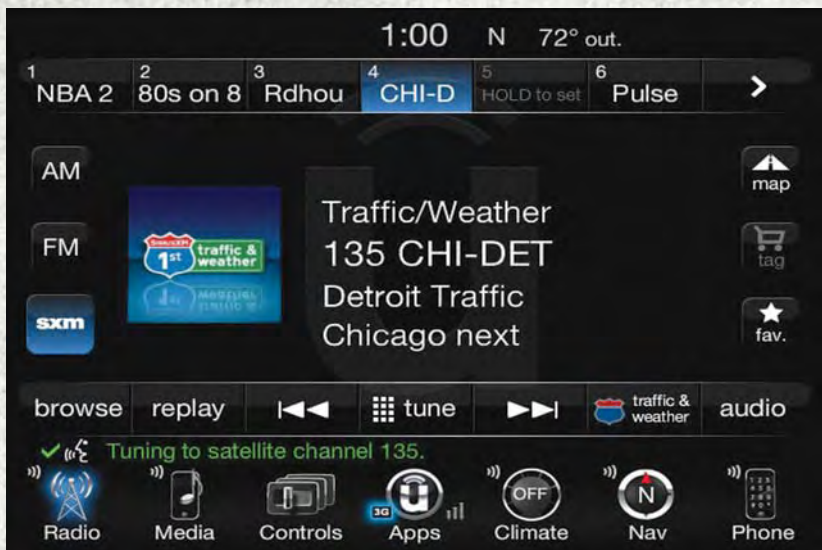 1:00 N 72° out.
1 NBA 2
2 80s on 8
3 Rdhou
4 CHI-D
5 HOLD to set
6 Pulse
AM
FM
sxm
SIRIUSXM
1st traffic &
weather
Traffic/Weather
135 CHI-DET
Detroit Traffic
Chicago next
map
tag
fav.
browse replay tune traffic &
weather audio
Tuning to satellite channel 135.
3G OFF N
Radio Media Controls Apps Climate Nav Phone